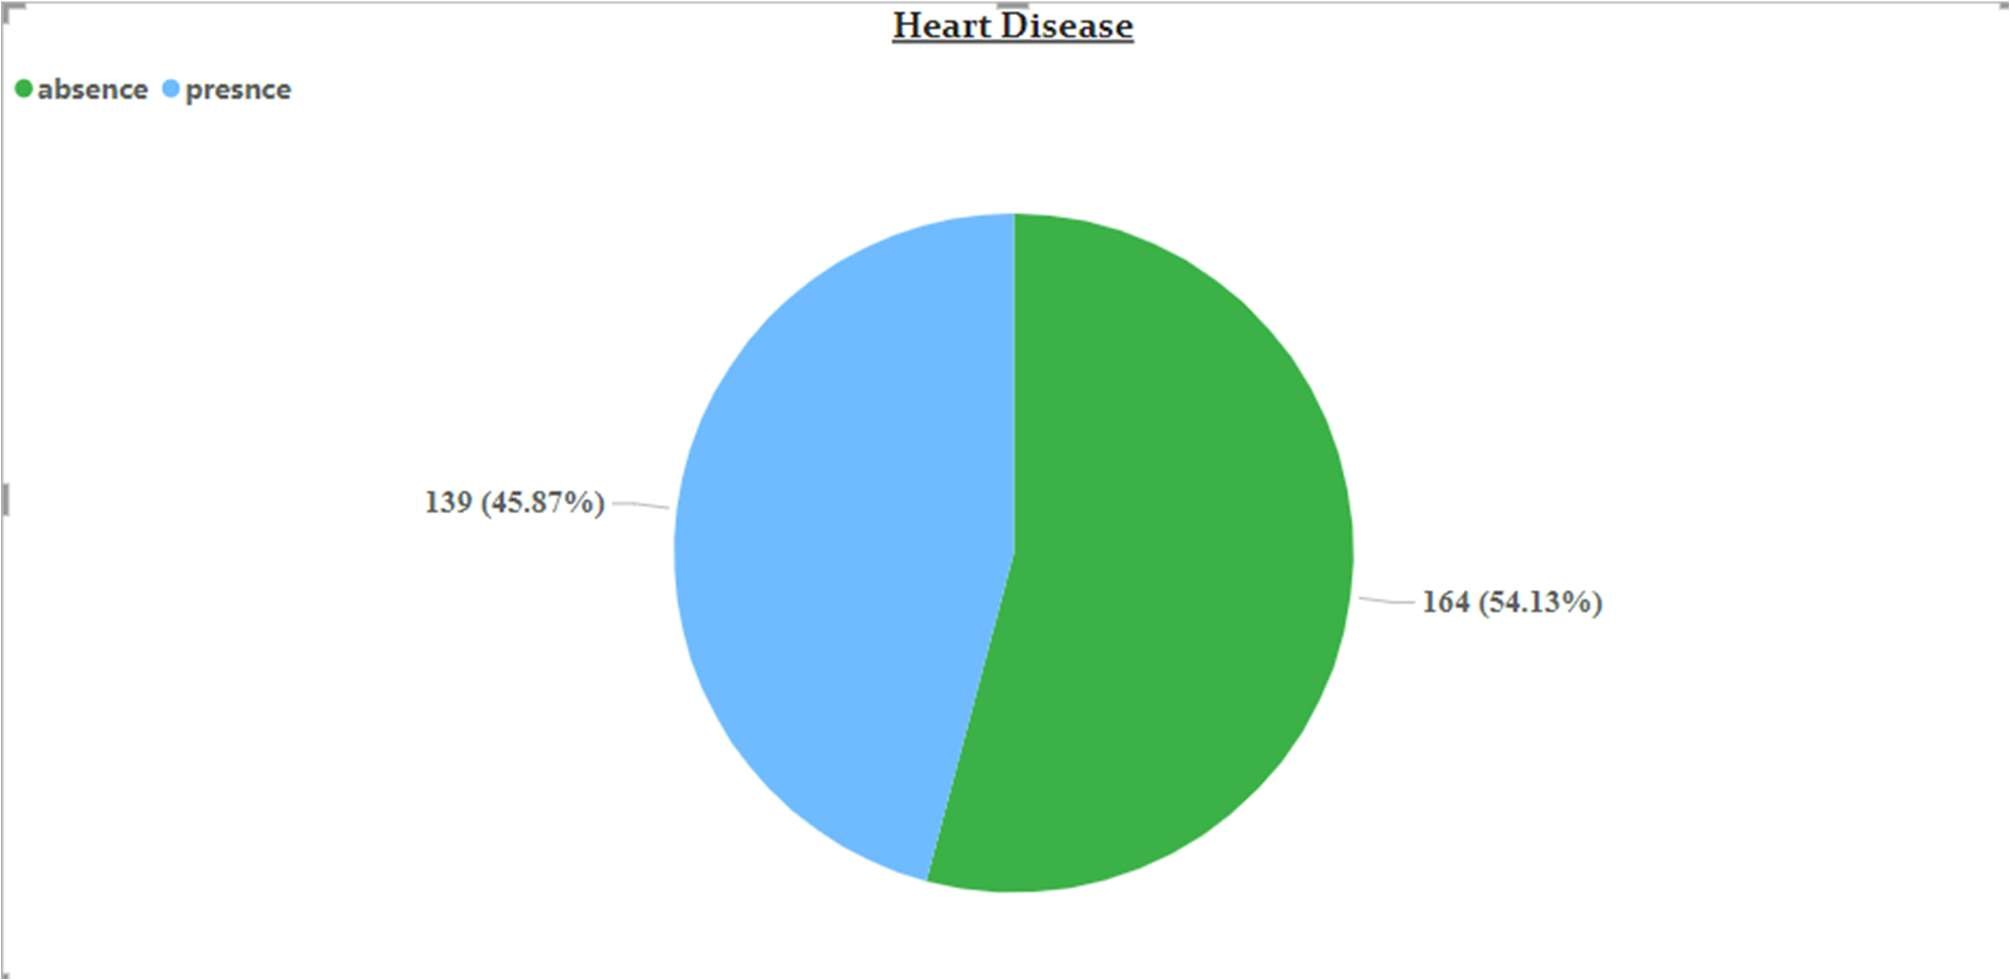 Heart Disease
absence presnce
139 (45.87%)
164 (54.13%)